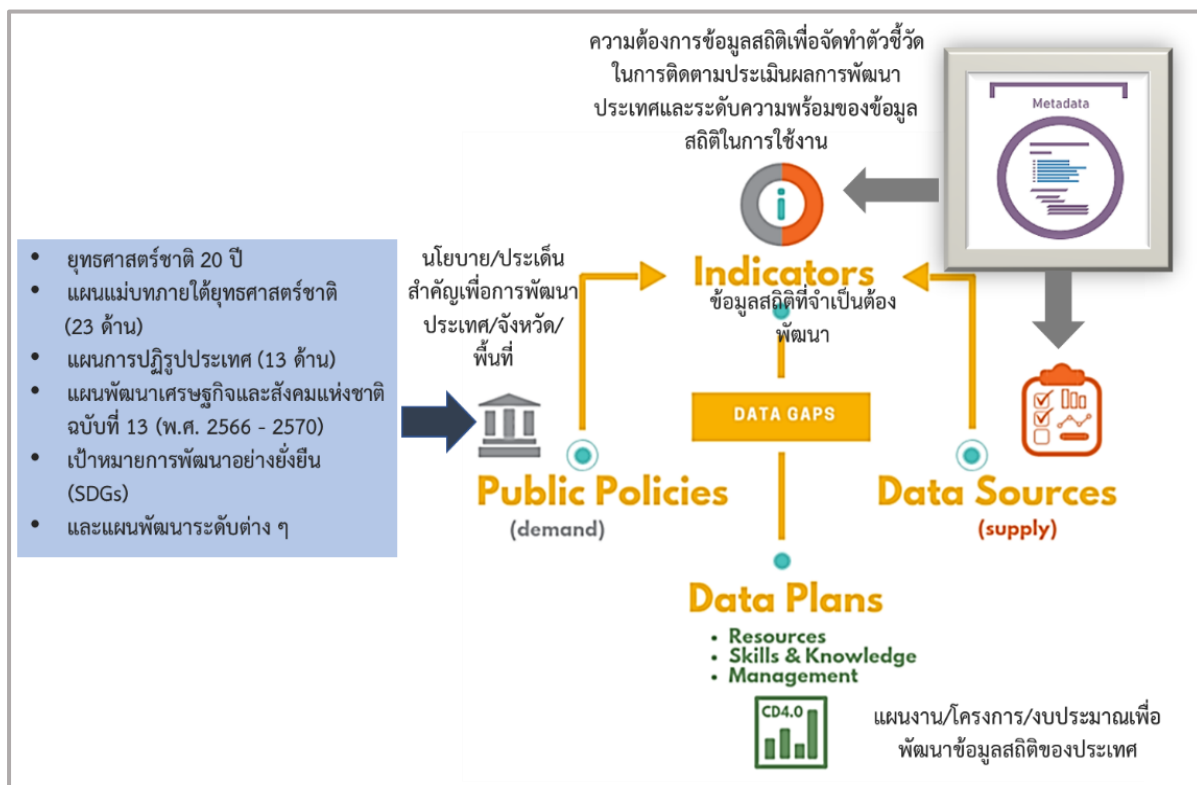 ความต้องการข้อมูลสถิติเพื่อจัดทำตัวชี้วัด
ในการติดตามประเมินผลการพัฒนา
ประเทศและระดับความพร้อมของข้อมูล
สถิติในการใช้งาน
Metadata
i
Indicators
ข้อมูลสถิติที่จำเป็นต้อง
พัฒนา
• ยุทธศาสตร์ชาติ 20 ปี
• แผนแม่บทภายใต้ยุทธศาสตร์ชาติ
(23 ด้าน)
• แผนการปฏิรูปประเทศ (13 ด้าน)
• แผนพัฒนาเศรษฐกิจและสังคมแห่งชาติ
ฉบับที่ 13 (พ.ศ. 2566 - 2570)
• เป้าหมายการพัฒนาอย่างยั่งยืน
(SDGs)
• และแผนพัฒนาระดับต่าง ๆ
นโยบาย/ประเด็น
สำคัญเพื่อการพัฒนา
ประเทศ/จังหวัด/
พื้นที่
DATA GAPS
Public Policies
(demand)
Data Sources
(supply)
Data Plans
• Resources
• Skills & Knowledge
• Management
CD4.0
แผนงาน/โครงการ/งบประมาณเพื่อ
พัฒนาข้อมูลสถิติของประเทศ